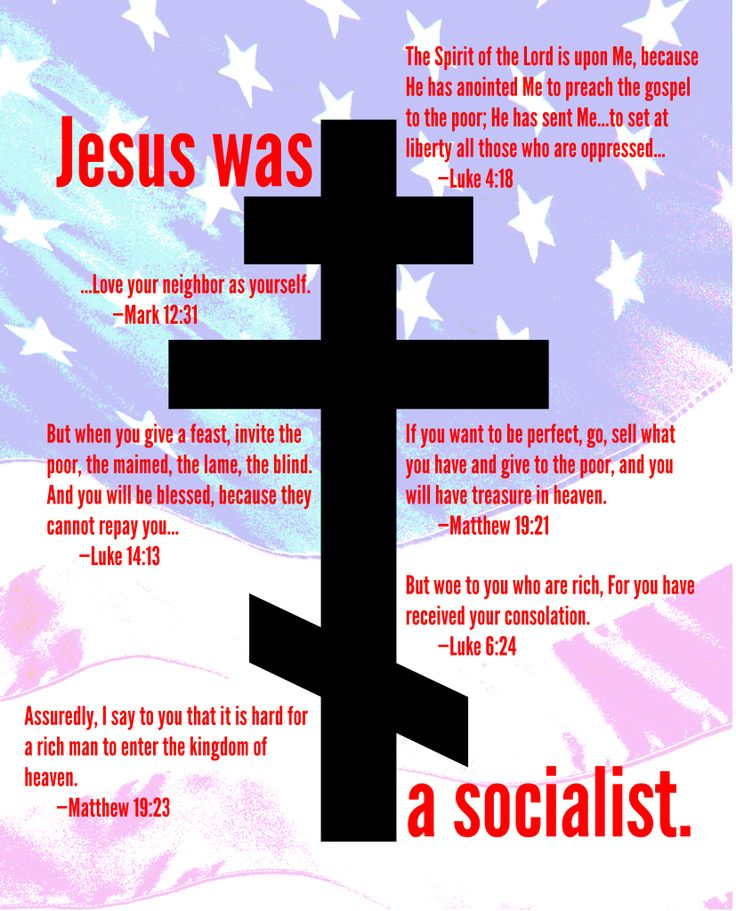 Jesus was
The Spirit of the Lord is upon Me, because
He has anointed Me to preach the gospel
to the poor; He has sent Me...to set at
liberty all those who are oppressed...
—Luke 4:18
...Love your neighbor as yourself.
—Mark 12:31
But when you give a feast, invite the
poor, the maimed, the lame, the blind.
And you will be blessed, because they
cannot repay you...
—Luke 14:13
If you want to be perfect, go, sell what
you have and give to the poor, and you
will have treasure in heaven.
—Matthew 19:21
But woe to you who are rich, For you have
received your consolation.
—Luke 6:24
Assuredly, I say to you that it is hard for
a rich man to enter the kingdom of
heaven.
—Matthew 19:23
a socialist.